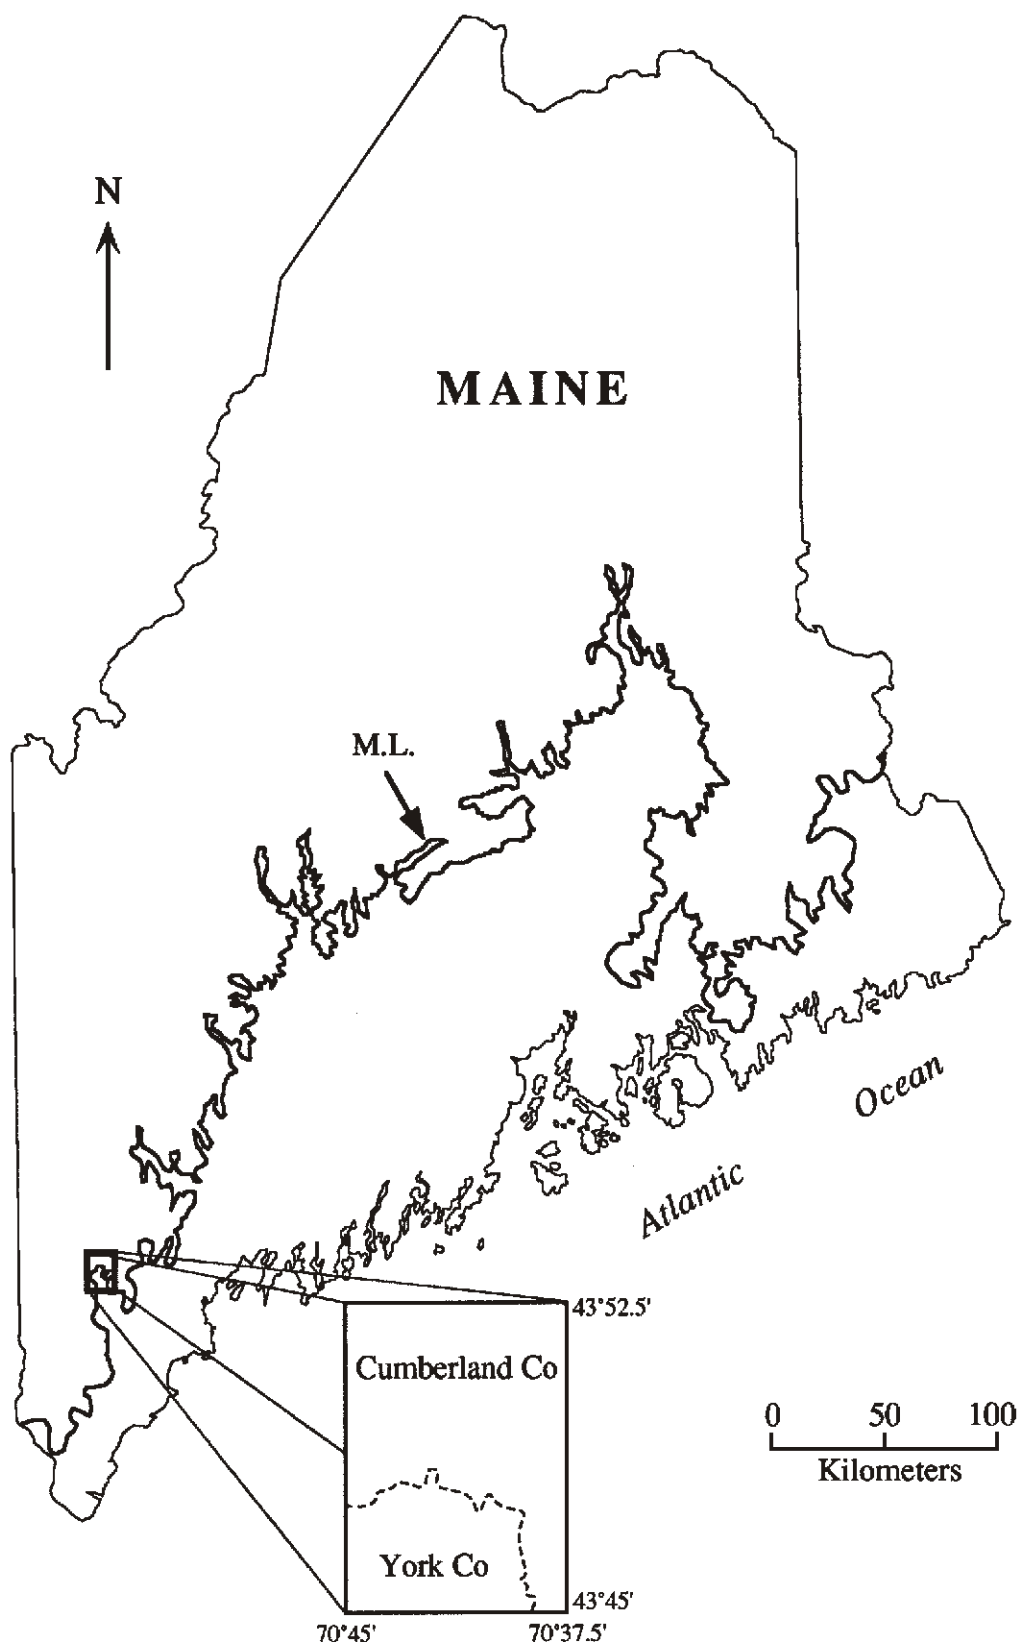 N
MAINE
M.L.
Atlantic Ocean
43°52.5'
Cumberland Co
York Co
43°45'
70°45' 70°37.5'
0 50 100
Kilometers